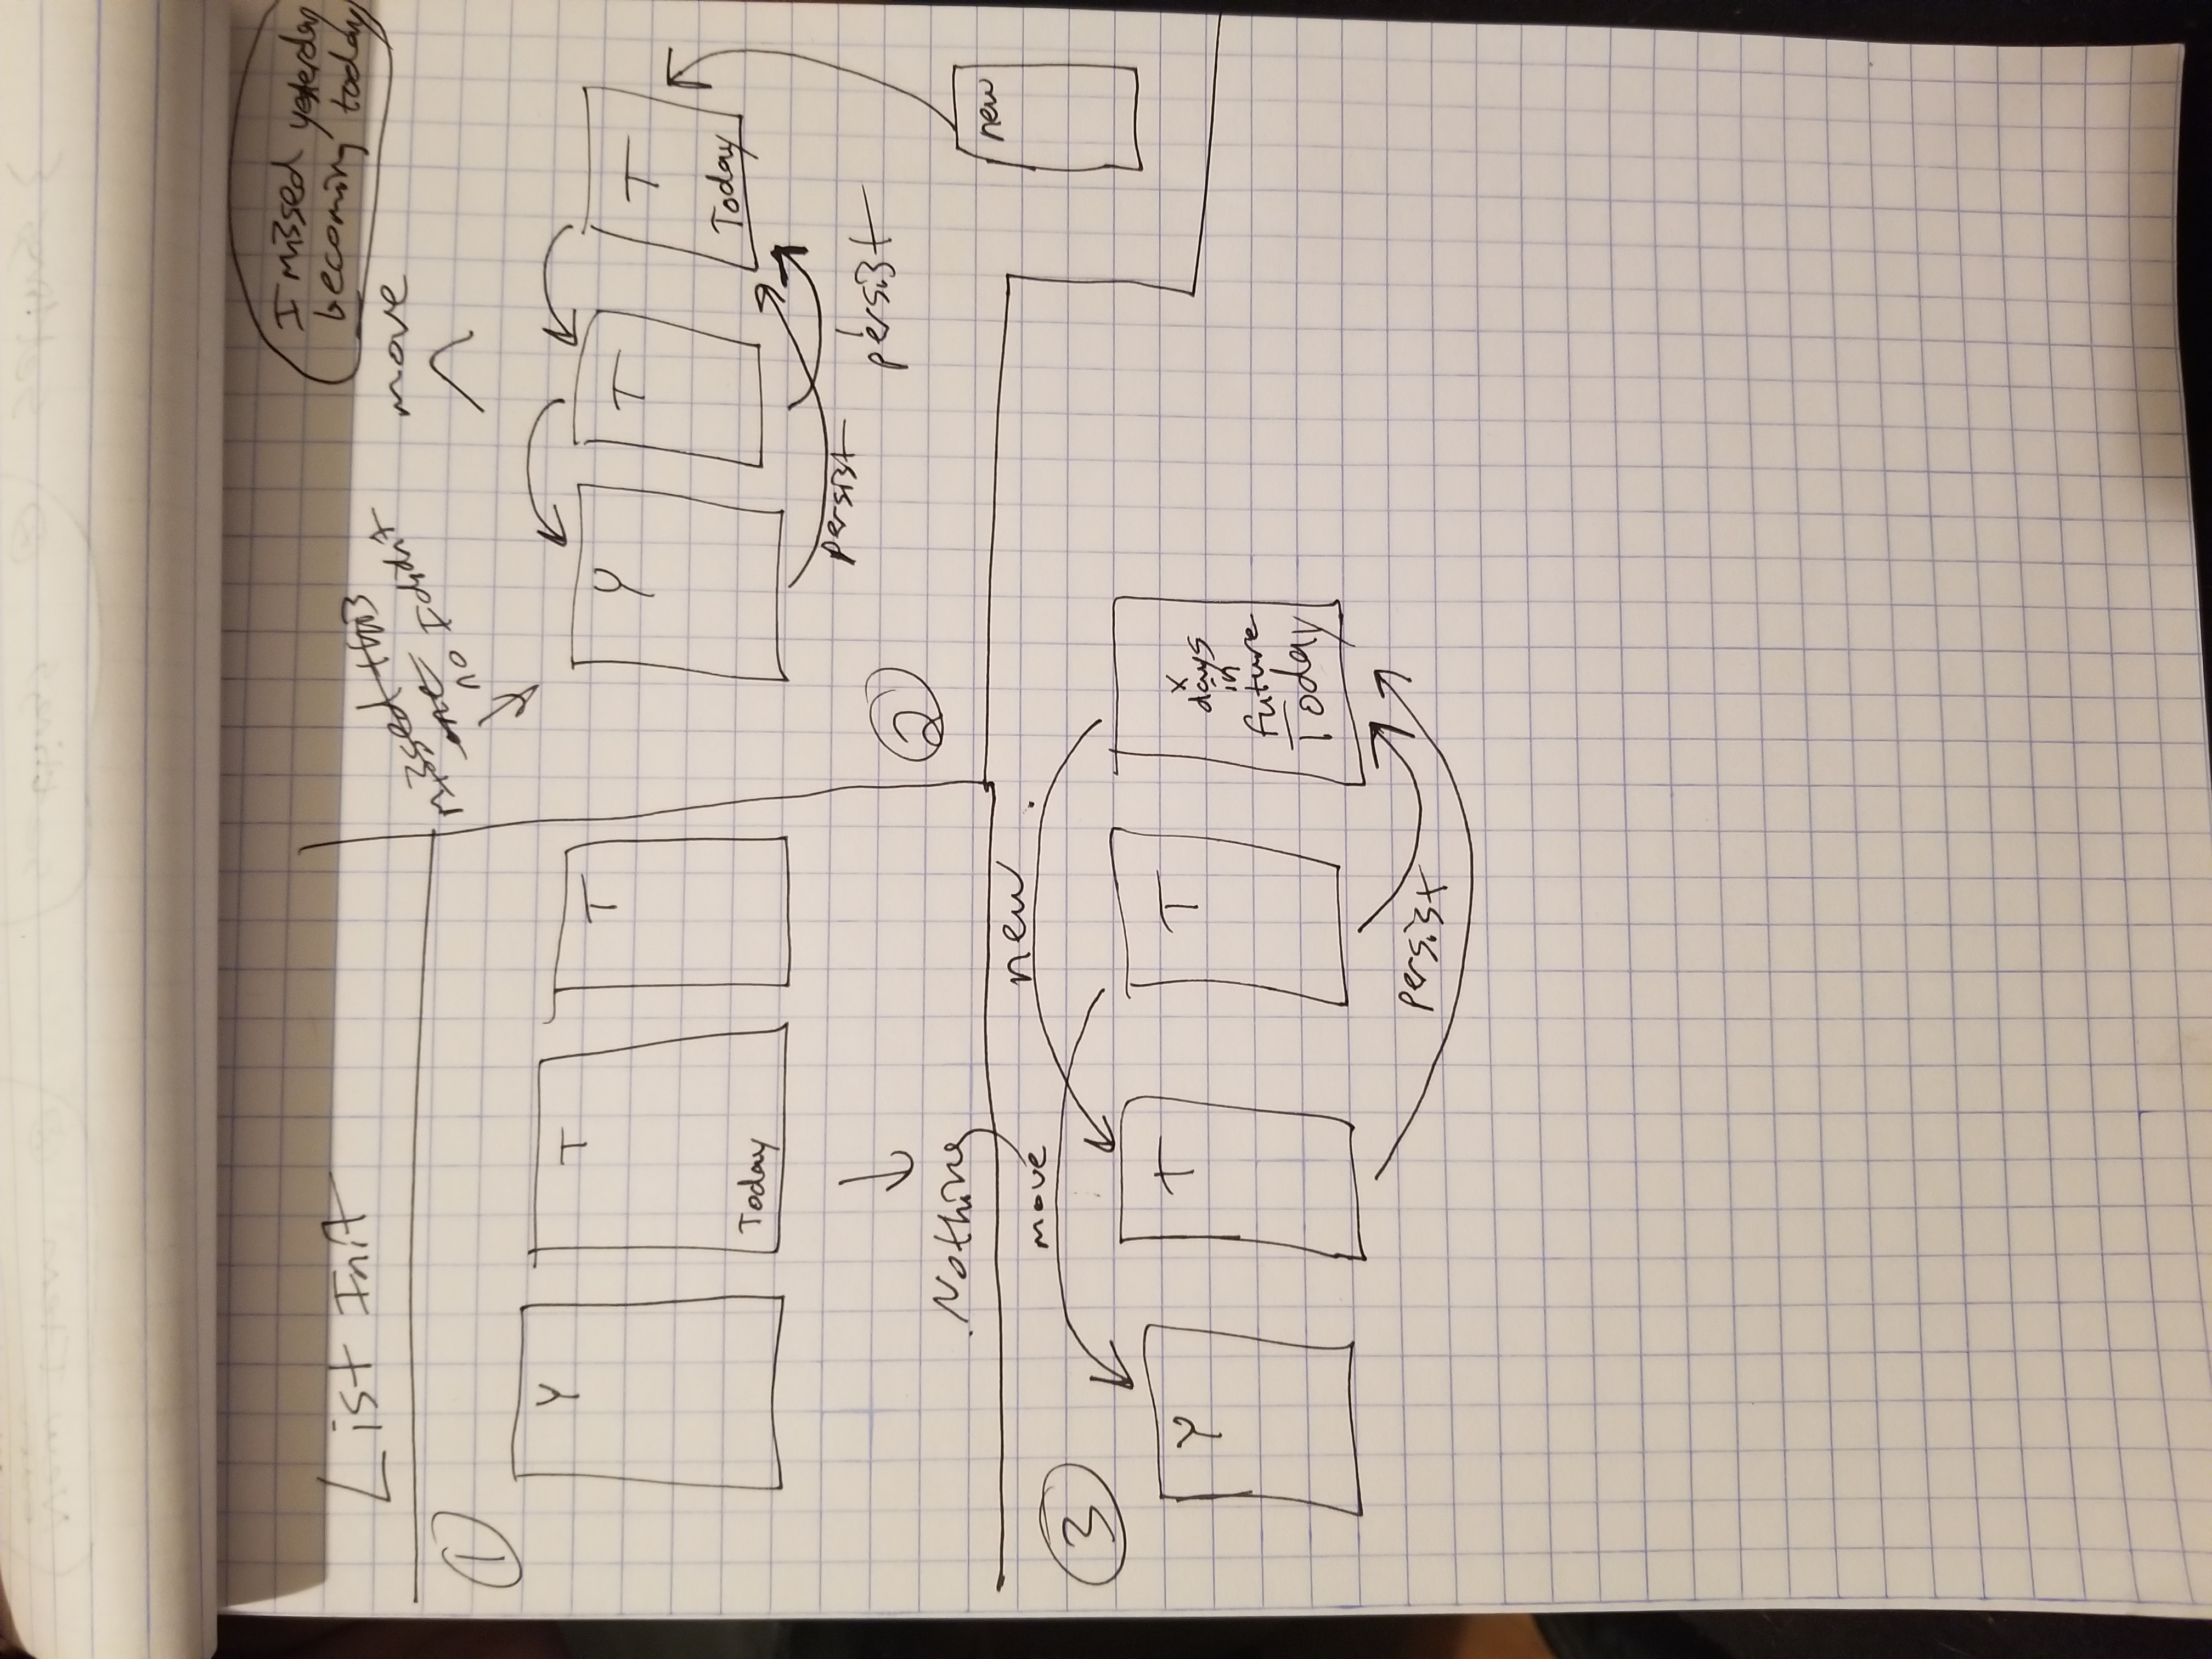 List Init
①
Y
T
T
Today
Nothing
I missed yesterday
becoming today
move
missed this
one
no I didn't
Y
T
T
Today
persist
persist
②
new
③
move
new
Y
T
T
x
days
in
future
Today
persist